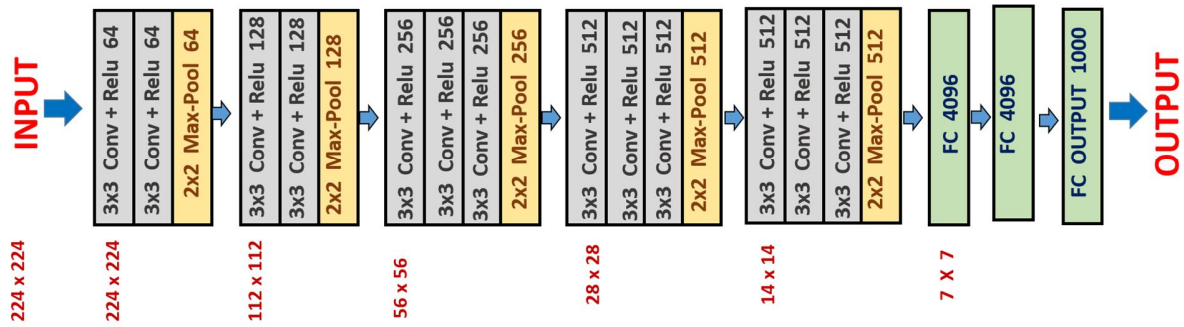 INPUT
224 x 224
3x3 Conv + Relu 64
3x3 Conv + Relu 64
2x2 Max-Pool 64
224 x 224
3x3 Conv + Relu 128
3x3 Conv + Relu 128
2x2 Max-Pool 128
112 x 112
3x3 Conv + Relu 256
3x3 Conv + Relu 256
3x3 Conv + Relu 256
2x2 Max-Pool 256
56 x 56
3x3 Conv + Relu 512
3x3 Conv + Relu 512
3x3 Conv + Relu 512
2x2 Max-Pool 512
28 x 28
3x3 Conv + Relu 512
3x3 Conv + Relu 512
3x3 Conv + Relu 512
2x2 Max-Pool 512
14 x 14
FC 4096
7 X 7
FC 4096
FC OUTPUT 1000
OUTPUT